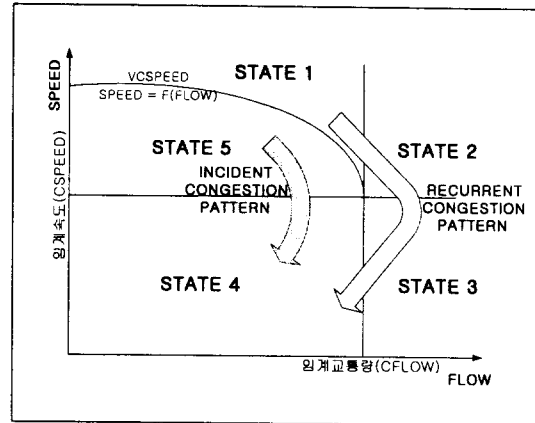 STATE 1
VCSPEED
SPEED = F(FLOW)
SPEED
임계속도(CSPEED)
STATE 5
STATE 2
INCIDENT
CONGESTION
PATTERN
RECURRENT
CONGESTION
PATTERN
STATE 4
STATE 3
임계교통량(CFLOW)
FLOW